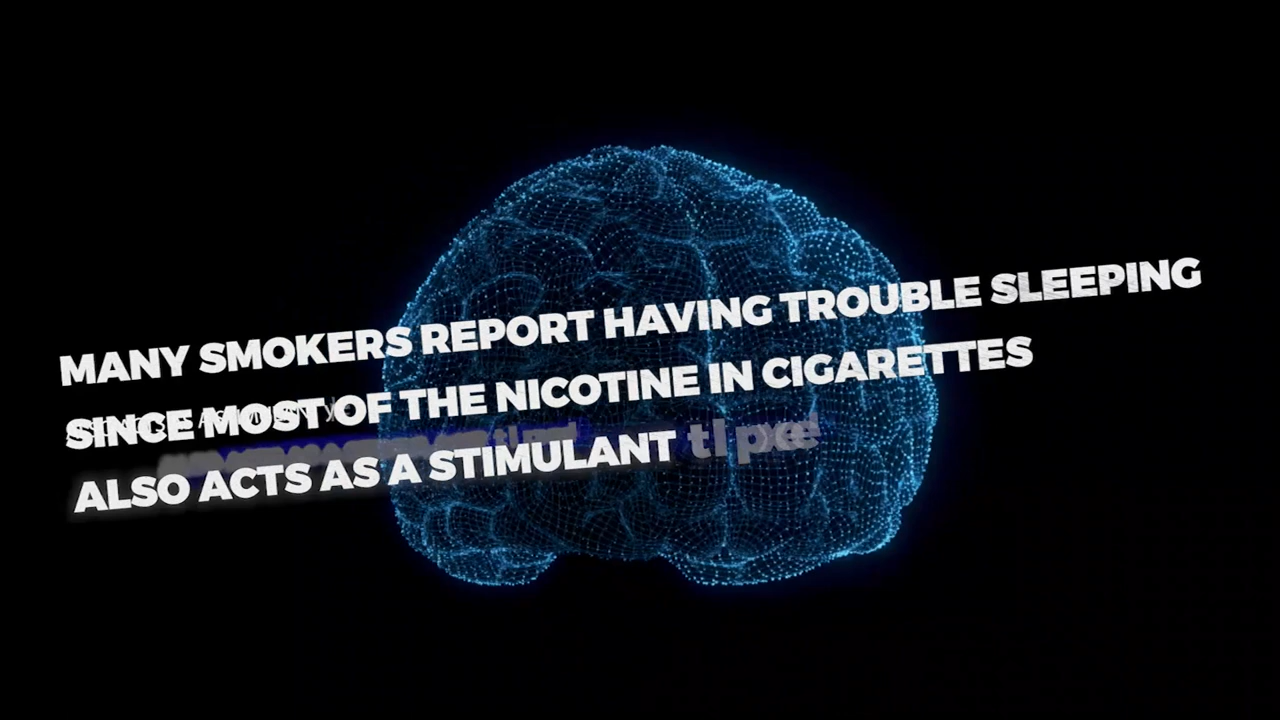 MANY SMOKERS REPORT HAVING TROUBLE SLEEPING
SINCE MOST OF THE NICOTINE IN CIGARETTES
ALSO ACTS AS A STIMULANT